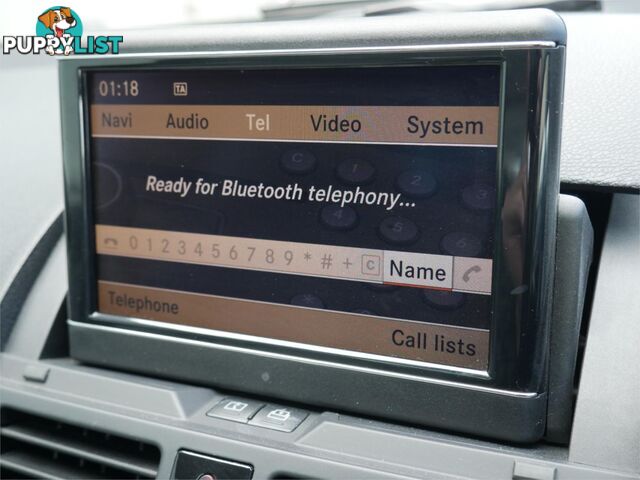 PUPPYLIST
01:18 TA
Navi Audio Tel Video System
Ready for Bluetooth telephony...
0 1 2 3 4 5 6 7 8 9 * # + C Name
Telephone Call lists